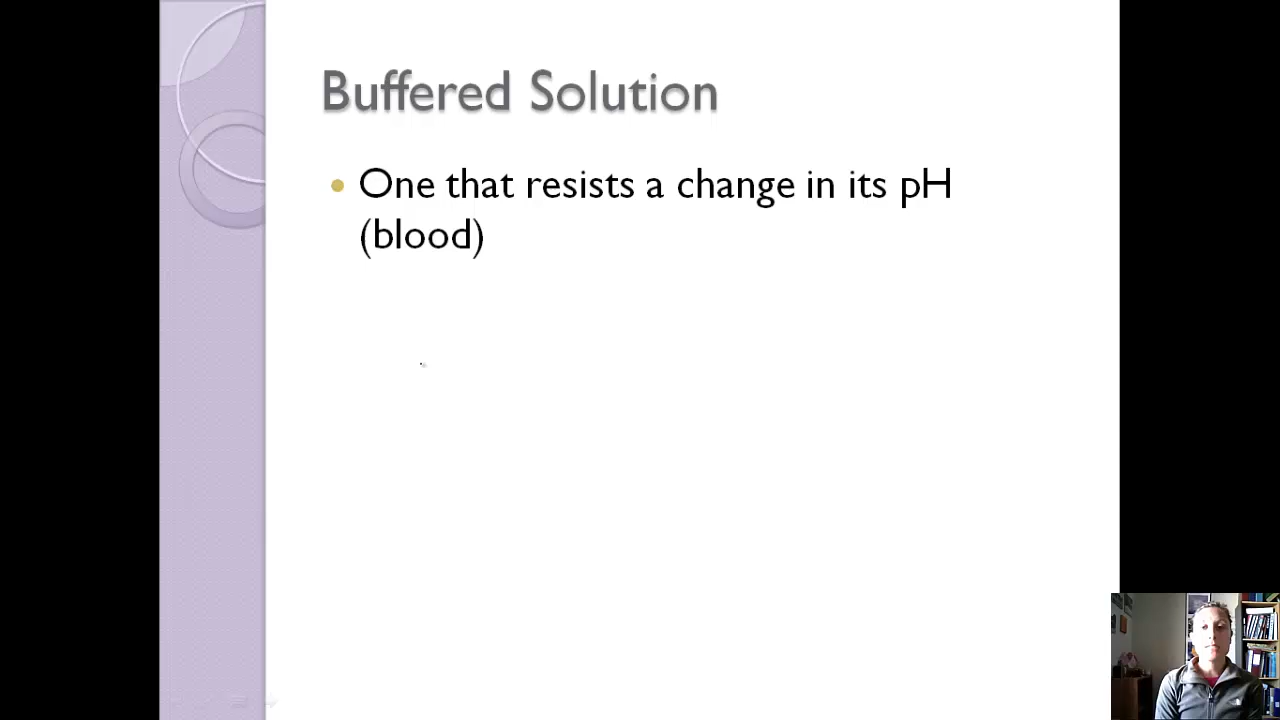 Buffered Solution
One that resists a change in its pH
(blood)